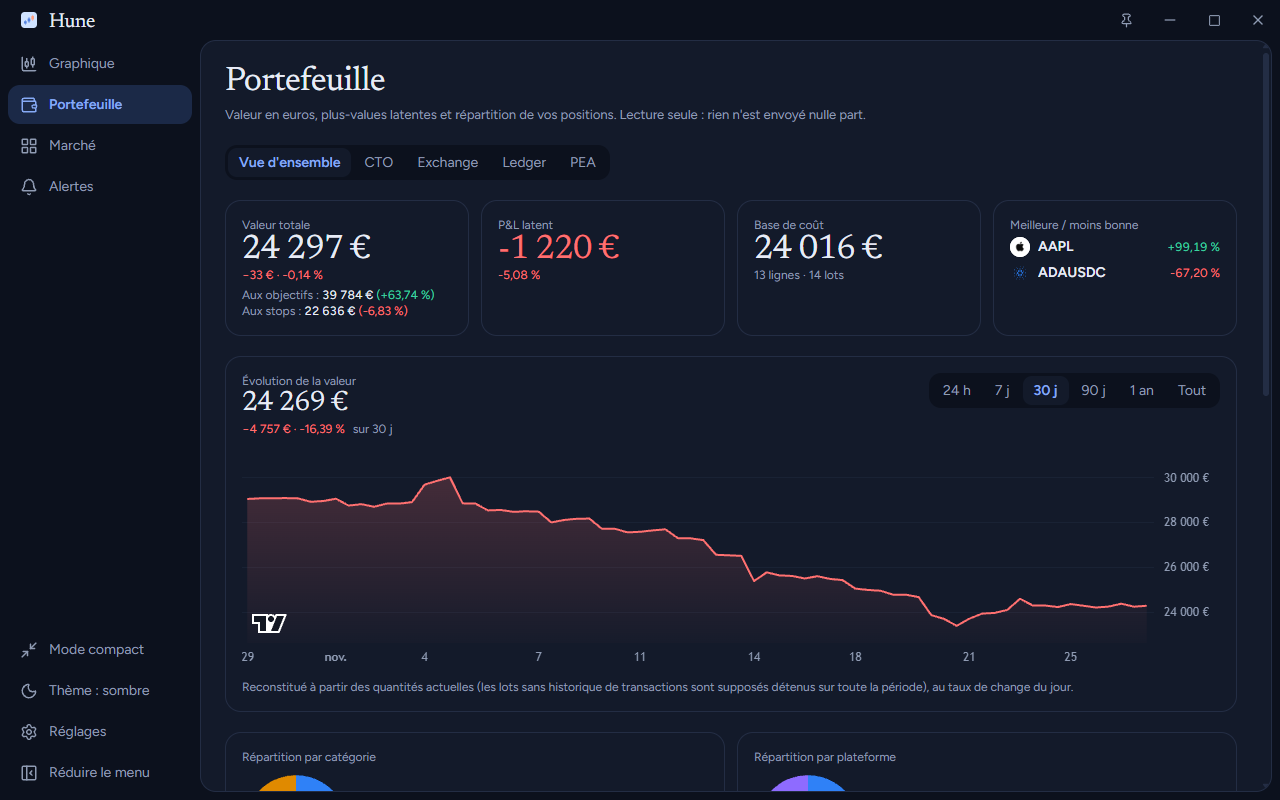 Hune
Graphique
Portefeuille
Marché
Alertes
Mode compact
Thème : sombre
Réglages
Réduire le menu
Portefeuille
Valeur en euros, plus-values latentes et répartition de vos positions. Lecture seule : rien n'est envoyé nulle part.
Vue d'ensemble CTO Exchange Ledger PEA
Valeur totale
24 297 €
−33 € · -0,14 %
Aux objectifs : 39 784 € (+63,74 %)
Aux stops : 22 636 € (-6,83 %)
P&L latent
-1 220 €
-5,08 %
Base de coût
24 016 €
13 lignes · 14 lots
Meilleure / moins bonne
AAPL +99,19 %
ADAUSDC -67,20 %
Évolution de la valeur
24 269 €
−4 757 € · -16,39 % sur 30 j
24 h 7 j 30 j 90 j 1 an Tout
30 000 €
28 000 €
26 000 €
24 000 €
29 nov. 4 7 11 14 18 21 25
Reconstitué à partir des quantités actuelles (les lots sans historique de transactions sont supposés détenus sur toute la période), au taux de change du jour.
Répartition par catégorie
Répartition par plateforme